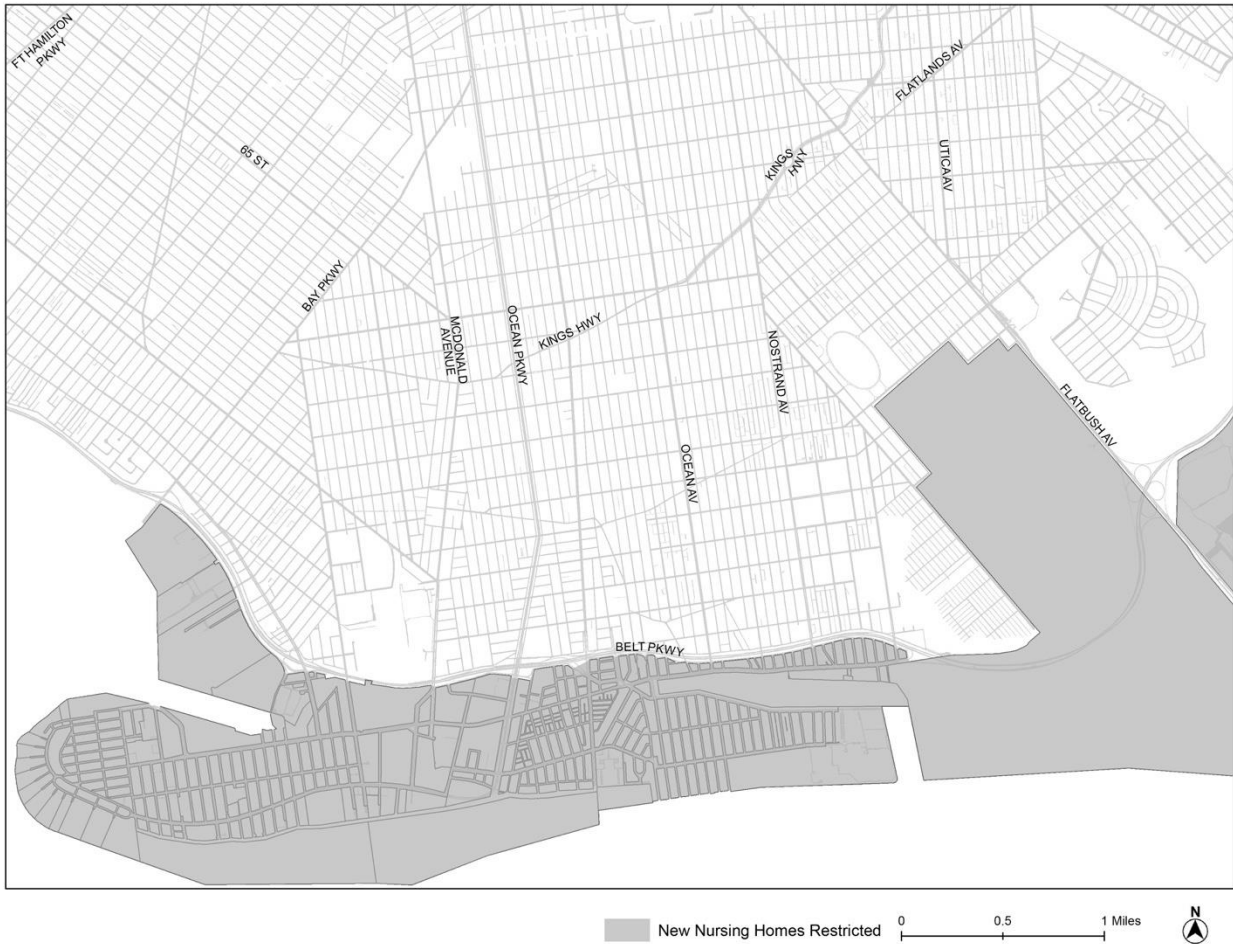 FT HAMILTON
PKWY
FLATLANDS AV
65 ST
UTICA AV
KINGS
HWY
BAY PKWY
MCDONALD
AVENUE
OCEAN PKWY
KINGS HWY
NOSTRAND AV
FLATBUSH AV
OCEAN AV
BELT PKWY
New Nursing Homes Restricted
0
0.5
1 Miles
N